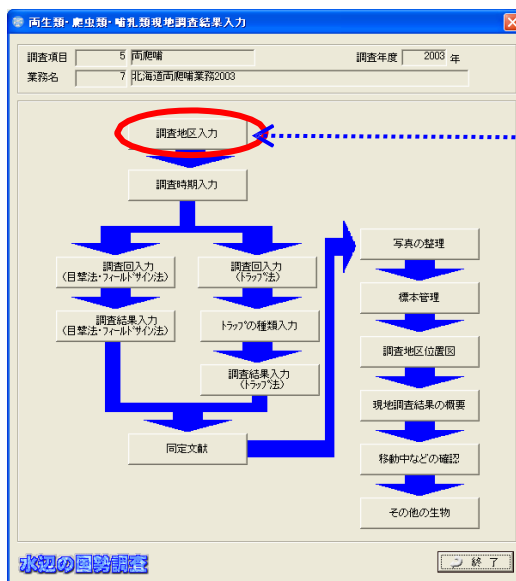 両生類・爬虫類・哺乳類現地調査結果入力
調査項目 5 両爬哺 調査年度 2003 年
業務名 7 北海道両爬哺業務2003
調査地区入力
調査時期入力
調査回入力
(目撃法・フィールドサイン法)
調査結果入力
(目撃法・フィールドサイン法)
調査回入力
(トラップ法)
トラップの種類入力
調査結果入力
(トラップ法)
同定文献
写真の整理
標本管理
調査地区位置図
現地調査結果の概要
移動中などの確認
その他の生物
水辺の国勢調査
終了